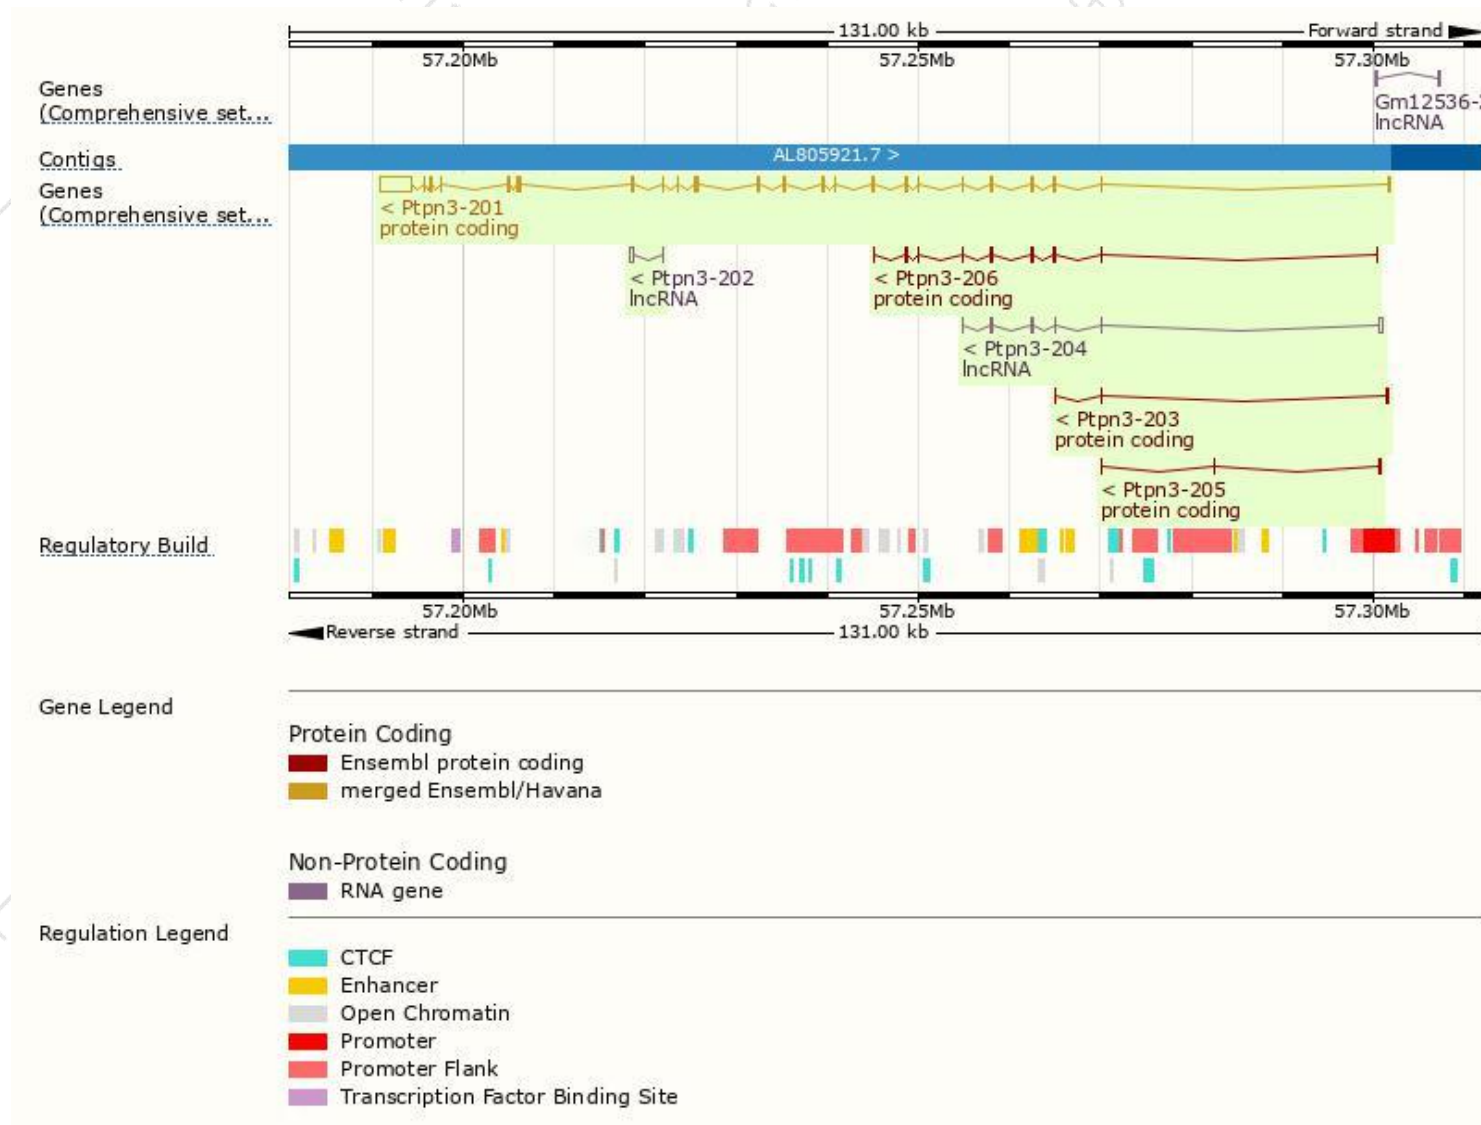 131.00 kb
Forward strand
57.20Mb
57.25Mb
57.30Mb
Genes
(Comprehensive set...
Gm12536-
lncRNA
Contigs
AL805921.7 >
Genes
(Comprehensive set...
< Ptpn3-201
protein coding
< Ptpn3-202
lncRNA
< Ptpn3-206
protein coding
< Ptpn3-204
lncRNA
< Ptpn3-203
protein coding
< Ptpn3-205
protein coding
Regulatory Build
57.20Mb
57.25Mb
57.30Mb
Reverse strand
131.00 kb
Gene Legend
Protein Coding
Ensembl protein coding
merged Ensembl/Havana
Non-Protein Coding
RNA gene
Regulation Legend
CTCF
Enhancer
Open Chromatin
Promoter
Promoter Flank
Transcription Factor Binding Site